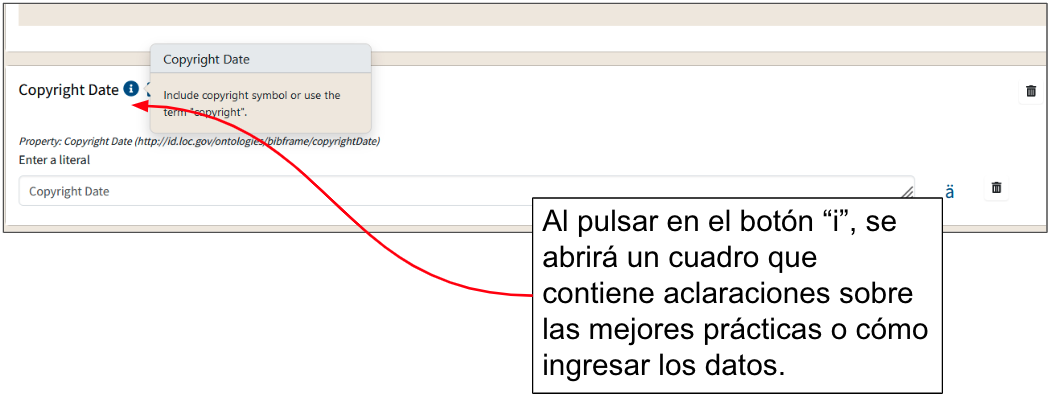 Copyright Date
Copyright Date
Include copyright symbol or use the
term "copyright".
Property: Copyright Date (http://id.loc.gov/ontologies/bibframe/copyrightDate)
Enter a literal
Copyright Date
ä
Al pulsar en el botón “i”, se
abrirá un cuadro que
contiene aclaraciones sobre
las mejores prácticas o cómo
ingresar los datos.